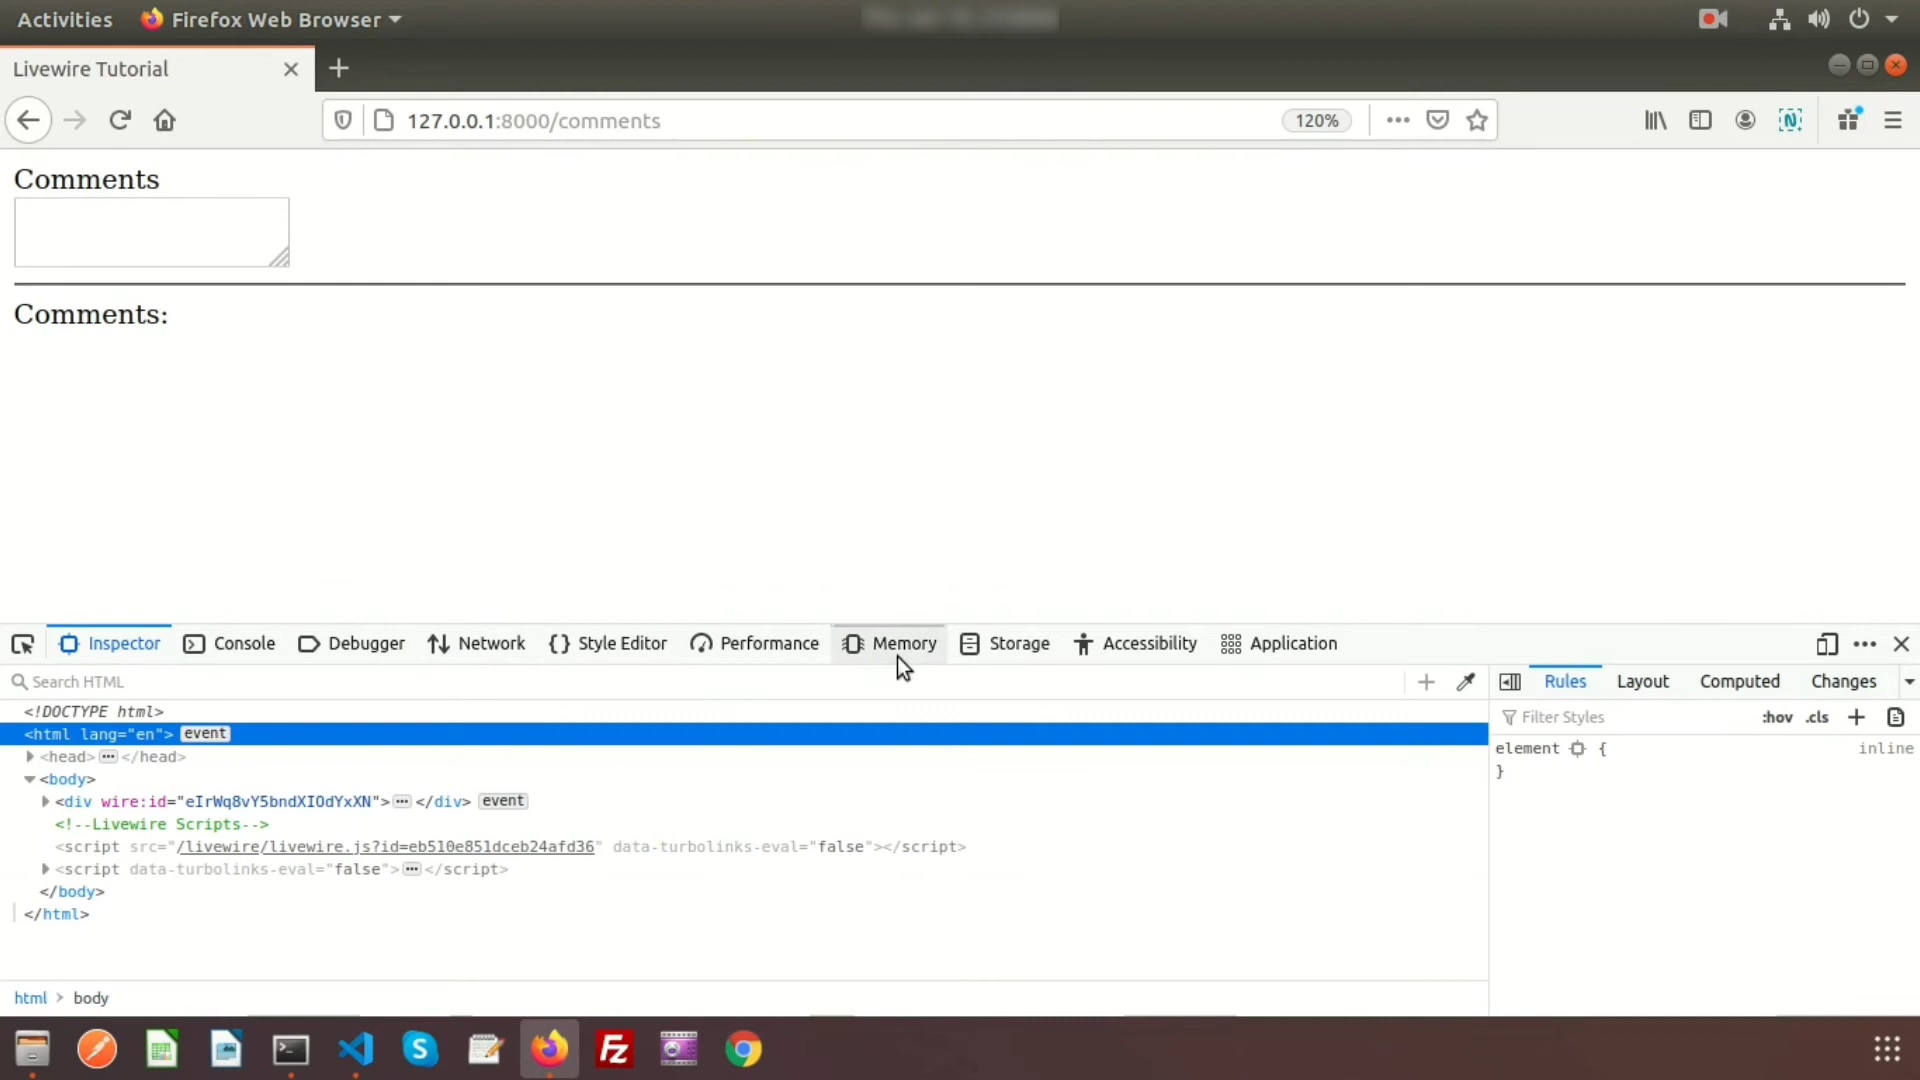 Activities Firefox Web Browser
Livewire Tutorial
127.0.0.1:8000/comments 120%
Comments
Comments:
Inspector Console Debugger Network Style Editor Performance Memory Storage Accessibility Application
Search HTML
Rules Layout Computed Changes
Filter Styles :hov .cls
<!DOCTYPE html>
<html lang="en"> event
<head> </head>
<body>
<div wire:id="eIrWq8vY5bndXIOdYxXN"> </div> event
<!--Livewire Scripts-->
<script src="/livewire/livewire.js?id=eb510e851dceb24afd36" data-turbolinks-eval="false"></script>
<script data-turbolinks-eval="false"> </script>
</body>
</html>
element { inline
}
html > body